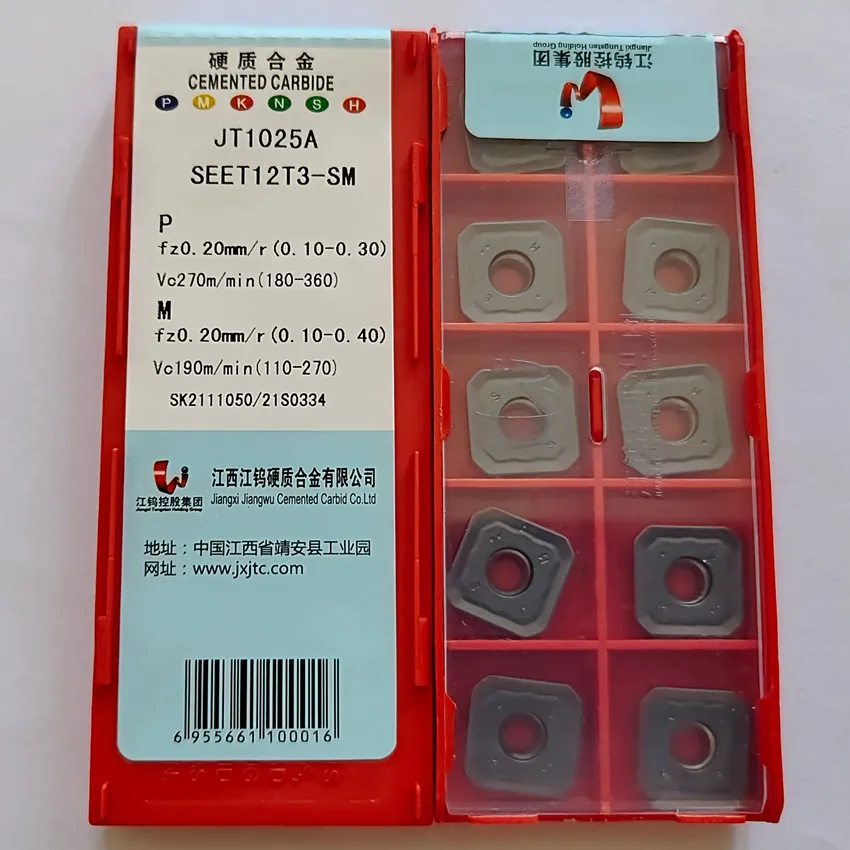 硬质合金
CEMENTED CARBIDE
P M K N S H
JT1025A
SEET12T3-SM
P
fz0.20mm/r(0.10-0.30)
Vc270m/min(180-360)
M
fz0.20mm/r(0.10-0.40)
Vc190m/min(110-270)
SK2111050/21S0334
江钨控股集团
Jiangxi Tungsten Holding Group
江西江钨硬质合金有限公司
Jiangxi Jiangwu Cemented Carbid Co.Ltd
地址：中国江西省靖安县工业园
网址：www.jxjtc.com
6 955661 100016
江钨控股集团
Jiangxi Tungsten Holding Group